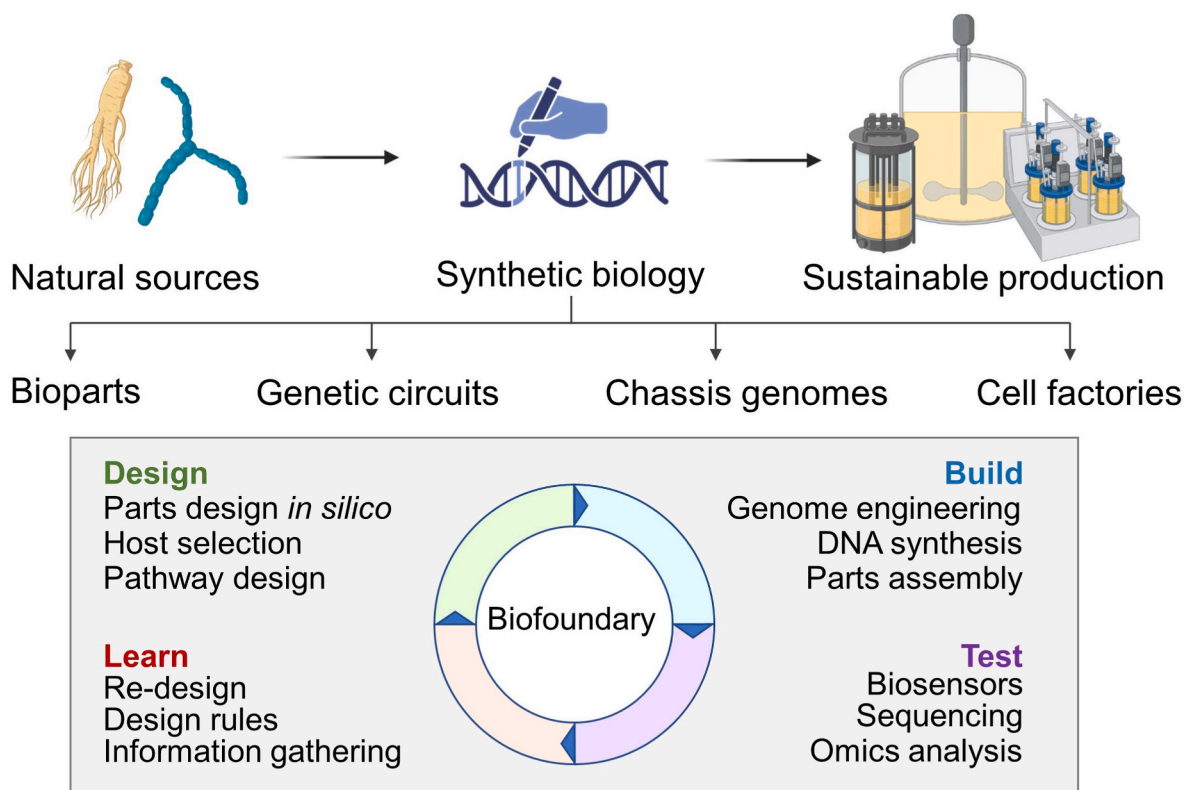 Natural sources
Synthetic biology
Sustainable production
Bioparts
Genetic circuits
Chassis genomes
Cell factories
Design
Parts design in silico
Host selection
Pathway design
Build
Genome engineering
DNA synthesis
Parts assembly
Biofoundary
Learn
Re-design
Design rules
Information gathering
Test
Biosensors
Sequencing
Omics analysis